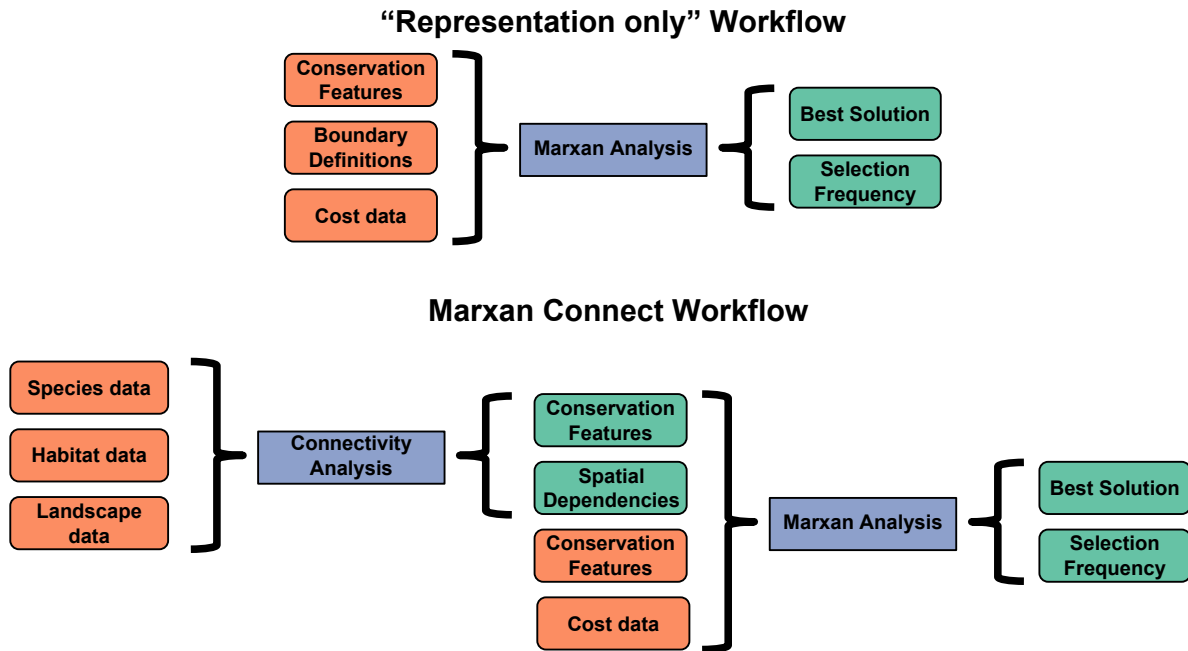 “Representation only” Workflow
Conservation
Features
Boundary
Definitions
Cost data
Marxan Analysis
Best Solution
Selection
Frequency
Marxan Connect Workflow
Species data
Habitat data
Landscape
data
Connectivity
Analysis
Conservation
Features
Spatial
Dependencies
Conservation
Features
Cost data
Marxan Analysis
Best Solution
Selection
Frequency